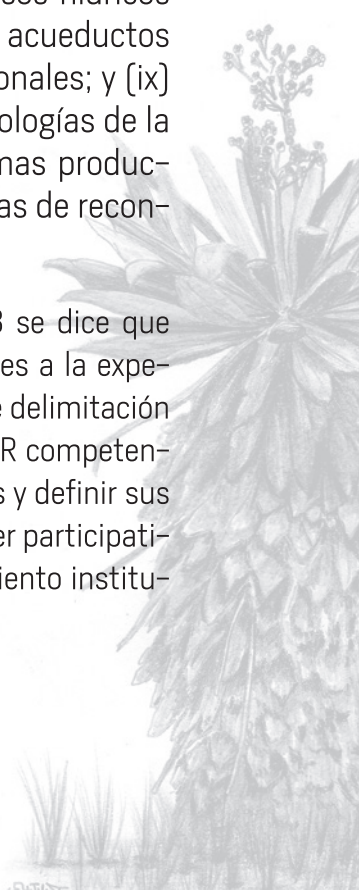 acueductos
onales; y (ix)
ologías de la
mas produc-
as de recon-
se dice que
es a la expe-
delimitación
R competen-
s y definir sus
er participati-
iento institu-